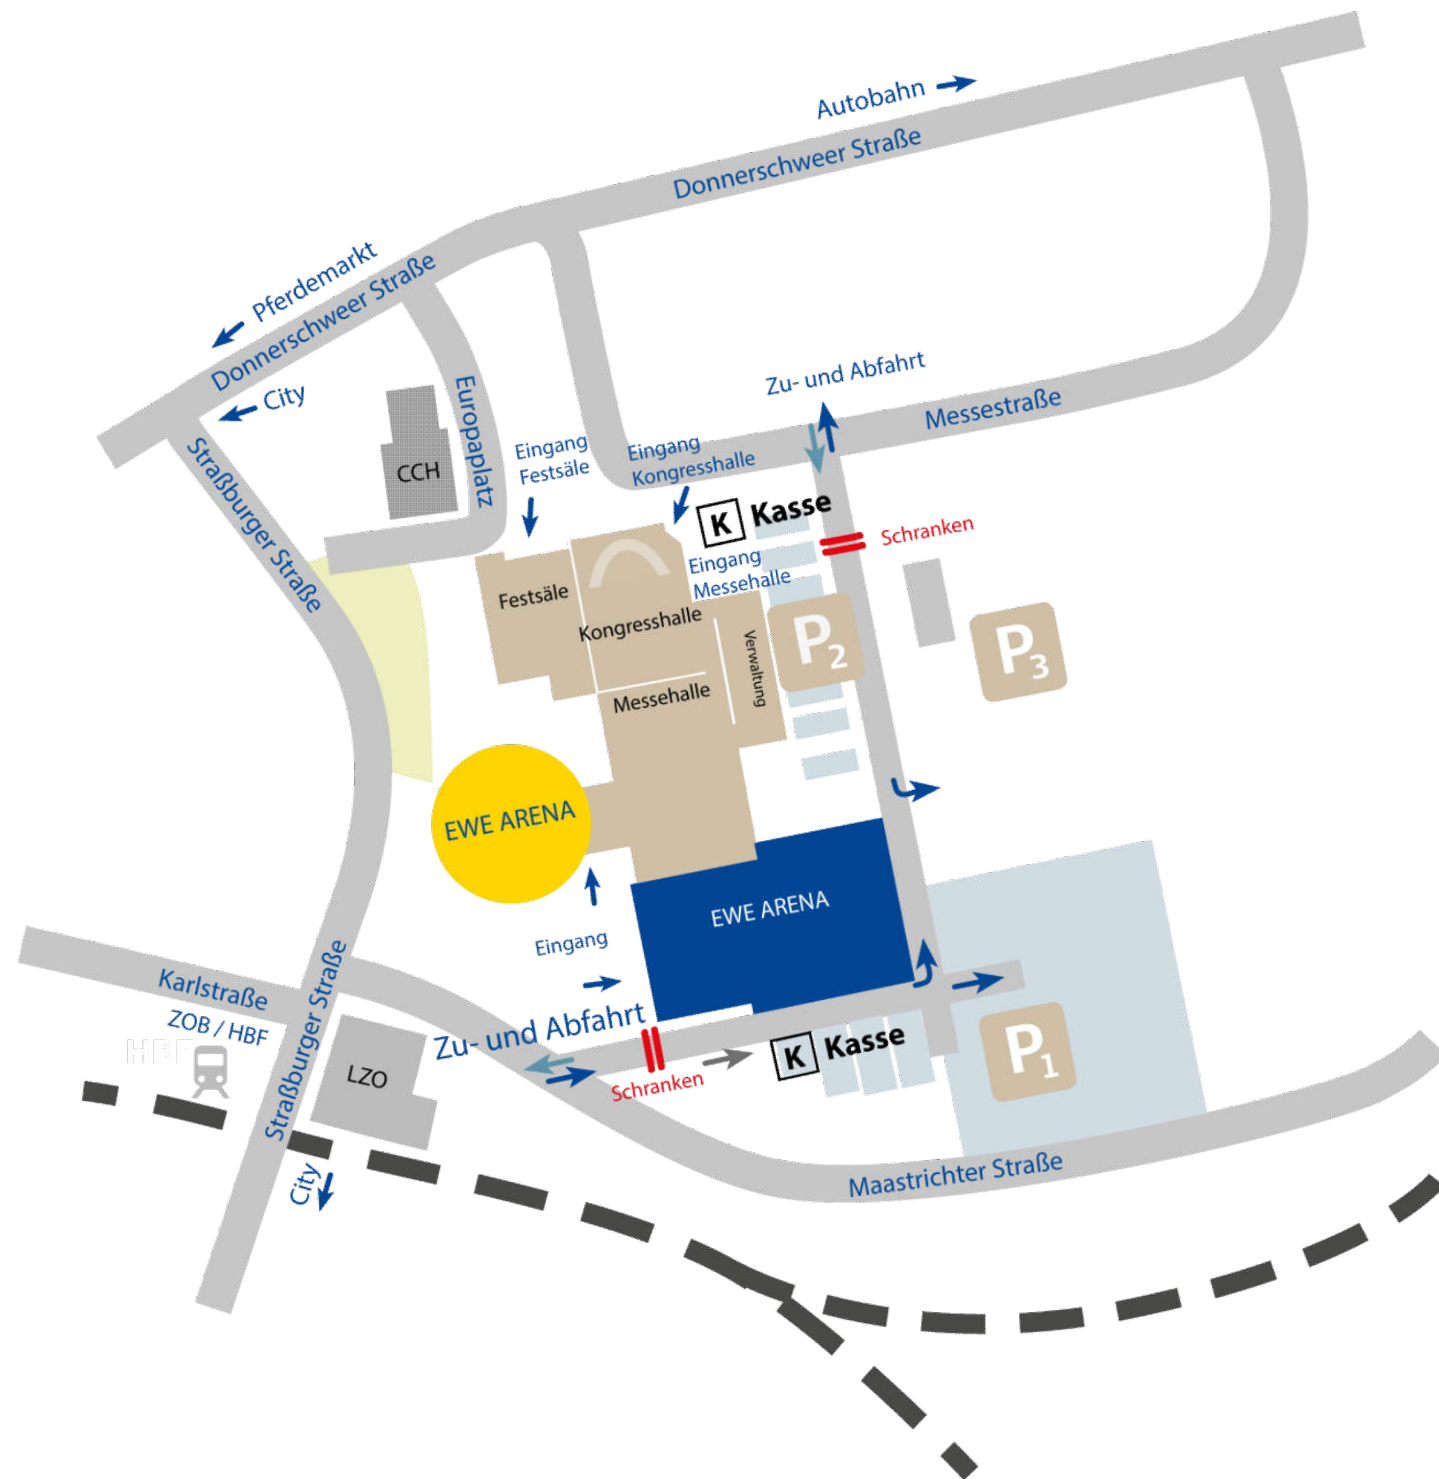 Autobahn
Donnerschweer Straße
Pferdemarkt
Donnerschweer Straße
City
Zu- und Abfahrt
Messestraße
Europaplatz
Straßburger Straße
CCH
Eingang
Festsäle
Eingang
Kongresshalle
K Kasse
Schranken
Eingang
Messehalle
Festsäle
Kongresshalle
Verwaltung
P2
P3
Messehalle
EWE ARENA
EWE ARENA
Eingang
Karlstraße
ZOB / HBF
HBF
Straßburger Straße
Zu- und Abfahrt
K Kasse
Schranken
P1
LZO
City
Maastrichter Straße